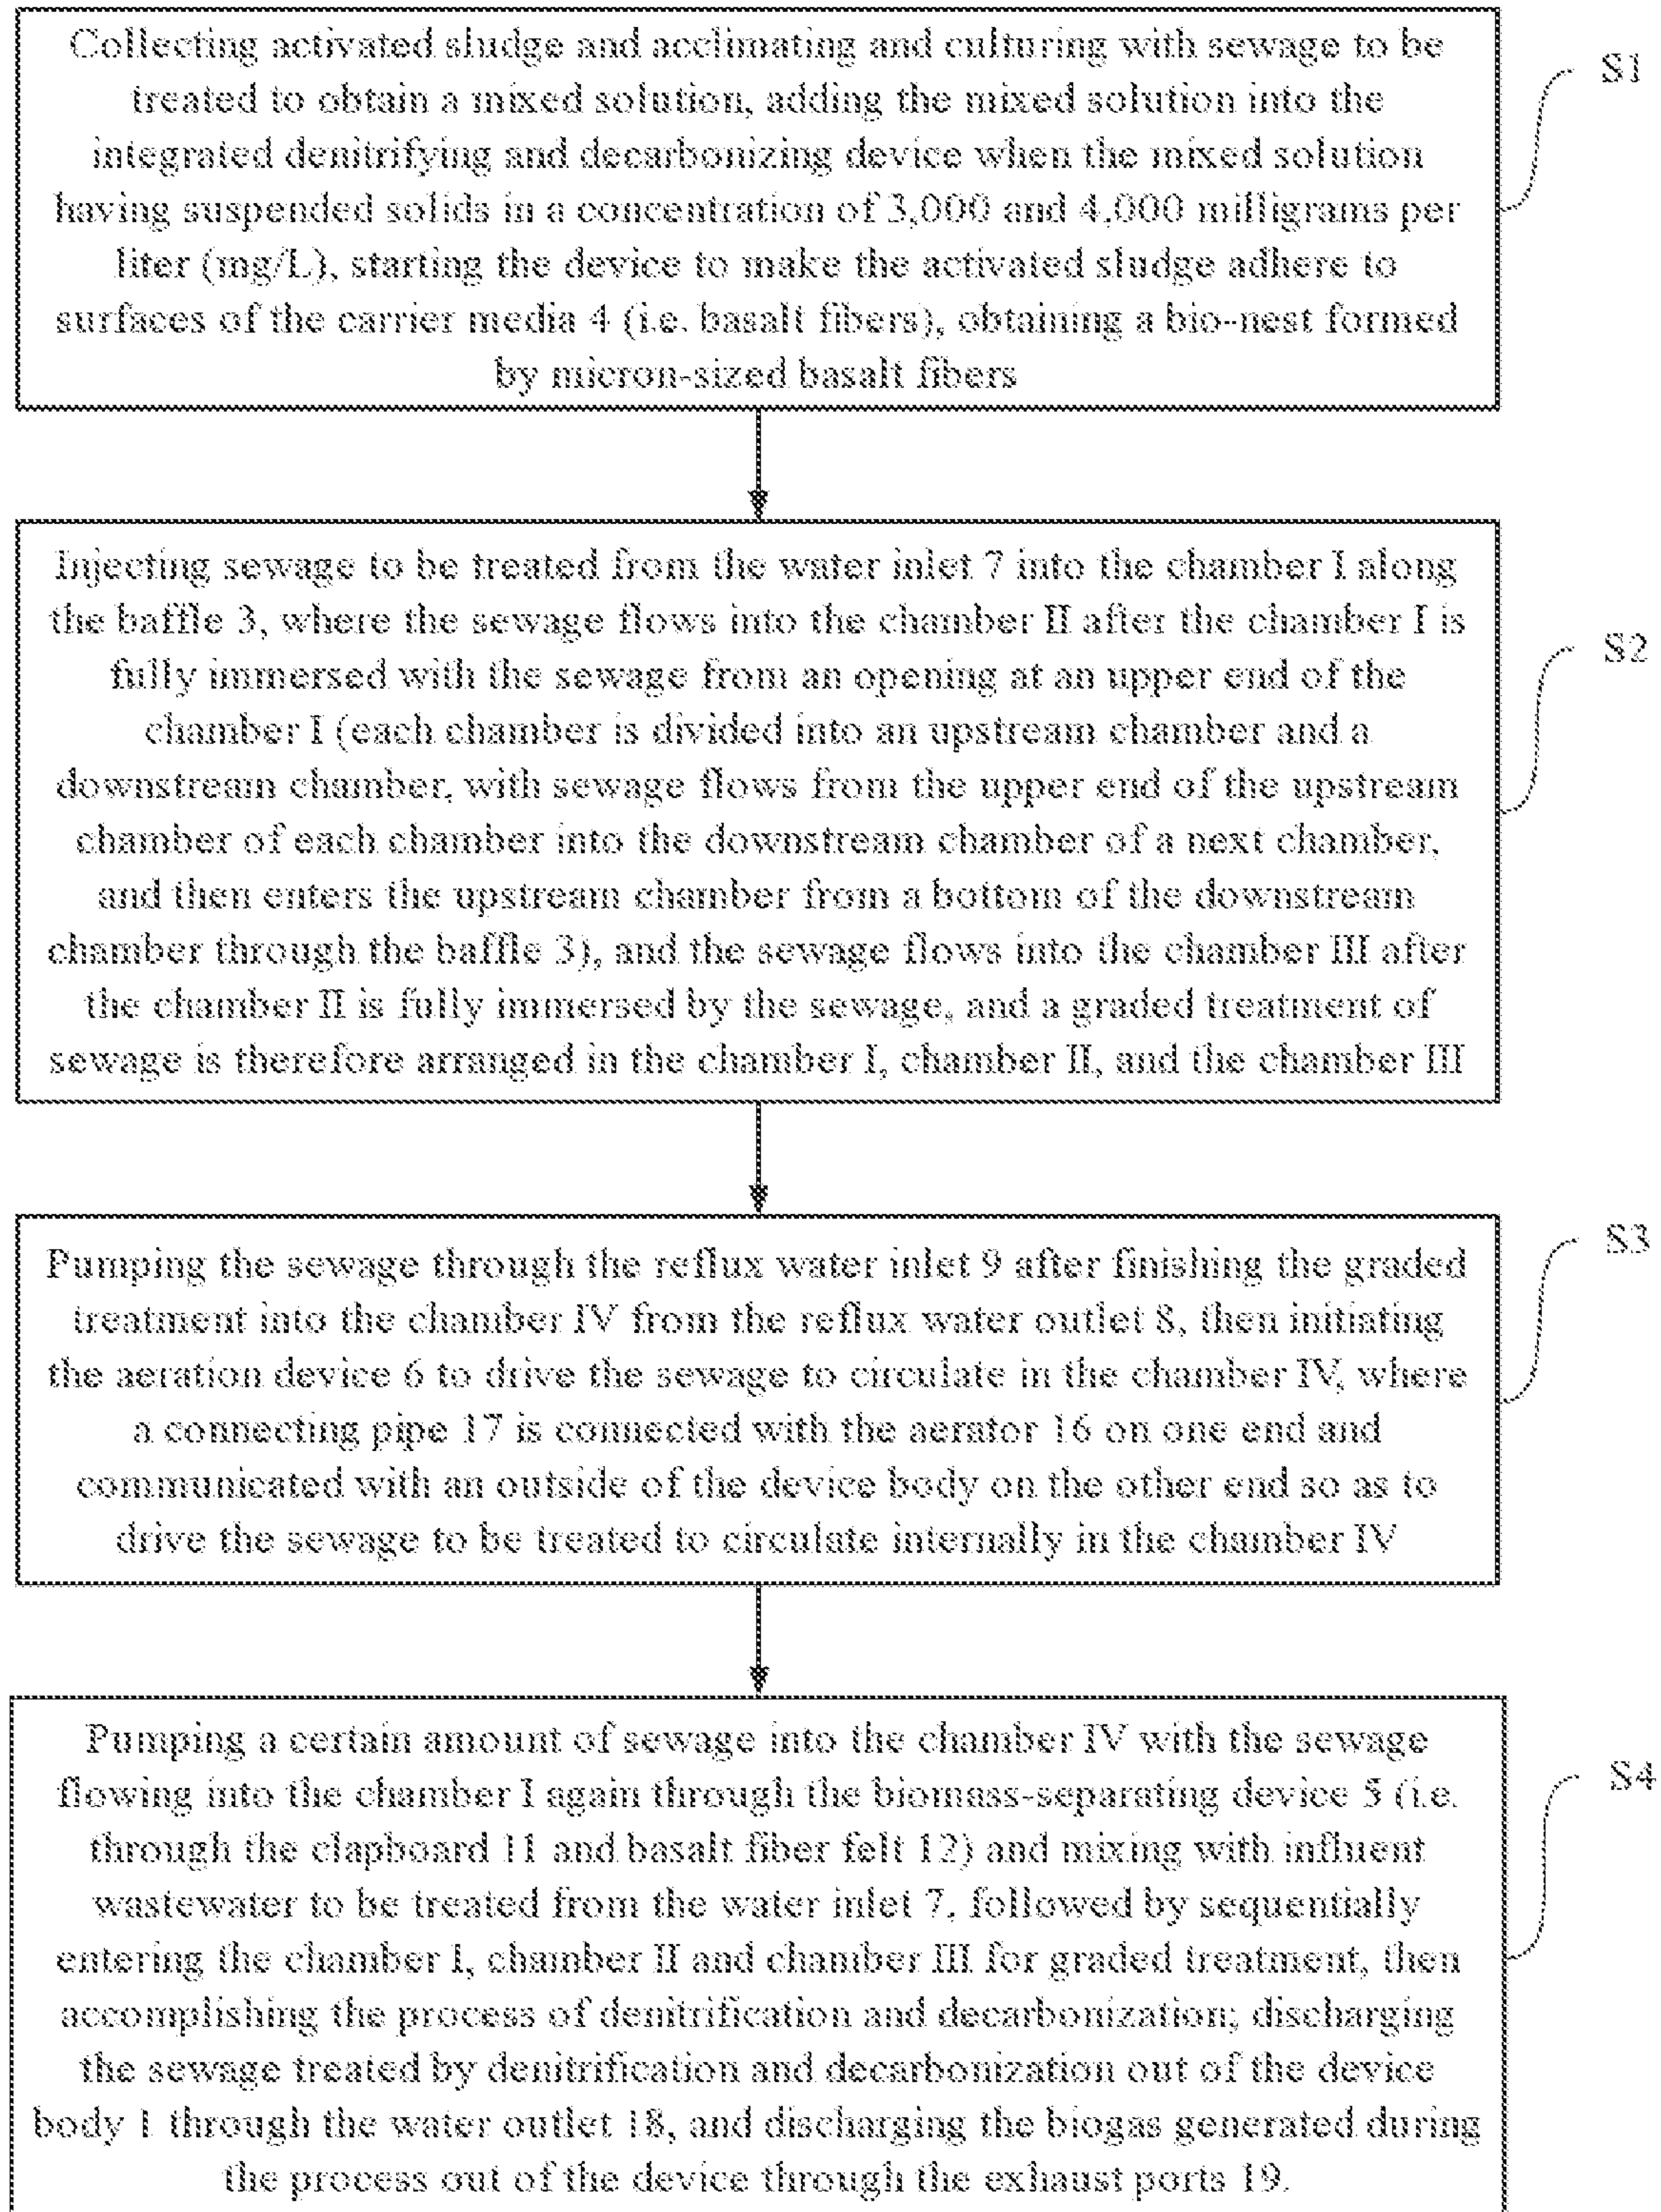 Collecting activated sludge and acclimating and culturing with sewage to be
treated to obtain a mixed solution, adding the mixed solution into the
integrated denitrifying and decarbonizing device when the mixed solution
having suspended solids in a concentration of 3,000 and 4,000 milligrams per
liter (mg/L), starting the device to make the activated sludge adhere to
surfaces of the carrier media 4 (i.e. basalt fibers), obtaining a bio-nest formed
by micron-sized basalt fibers
S1
Injecting sewage to be treated from the water inlet 7 into the chamber I along
the baffle 3, where the sewage flows into the chamber II after the chamber I is
fully immersed with the sewage from an opening at an upper end of the
chamber I (each chamber is divided into an upstream chamber and a
downstream chamber, with sewage flows from the upper end of the upstream
chamber of each chamber into the downstream chamber of a next chamber,
and then enters the upstream chamber from a bottom of the downstream
chamber through the baffle 3), and the sewage flows into the chamber III after
the chamber II is fully immersed by the sewage, and a graded treatment of
sewage is therefore arranged in the chamber I, chamber II, and the chamber III
S2
Pumping the sewage through the reflux water inlet 9 after finishing the graded
treatment into the chamber IV from the reflux water outlet 8, then initiating
the aeration device 6 to drive the sewage to circulate in the chamber IV, where
a connecting pipe 17 is connected with the aerator 16 on one end and
communicated with an outside of the device body on the other end so as to
drive the sewage to be treated to circulate internally in the chamber IV
S3
Pumping a certain amount of sewage into the chamber IV with the sewage
flowing into the chamber I again through the biomass-separating device 5 (i.e.
through the clapboard 11 and basalt fiber felt 12) and mixing with influent
wastewater to be treated from the water inlet 7, followed by sequentially
entering the chamber I, chamber II and chamber III for graded treatment, then
accomplishing the process of denitrification and decarbonization; discharging
the sewage treated by denitrification and decarbonization out of the device
body 1 through the water outlet 18, and discharging the biogas generated during
the process out of the device through the exhaust ports 19.
S4